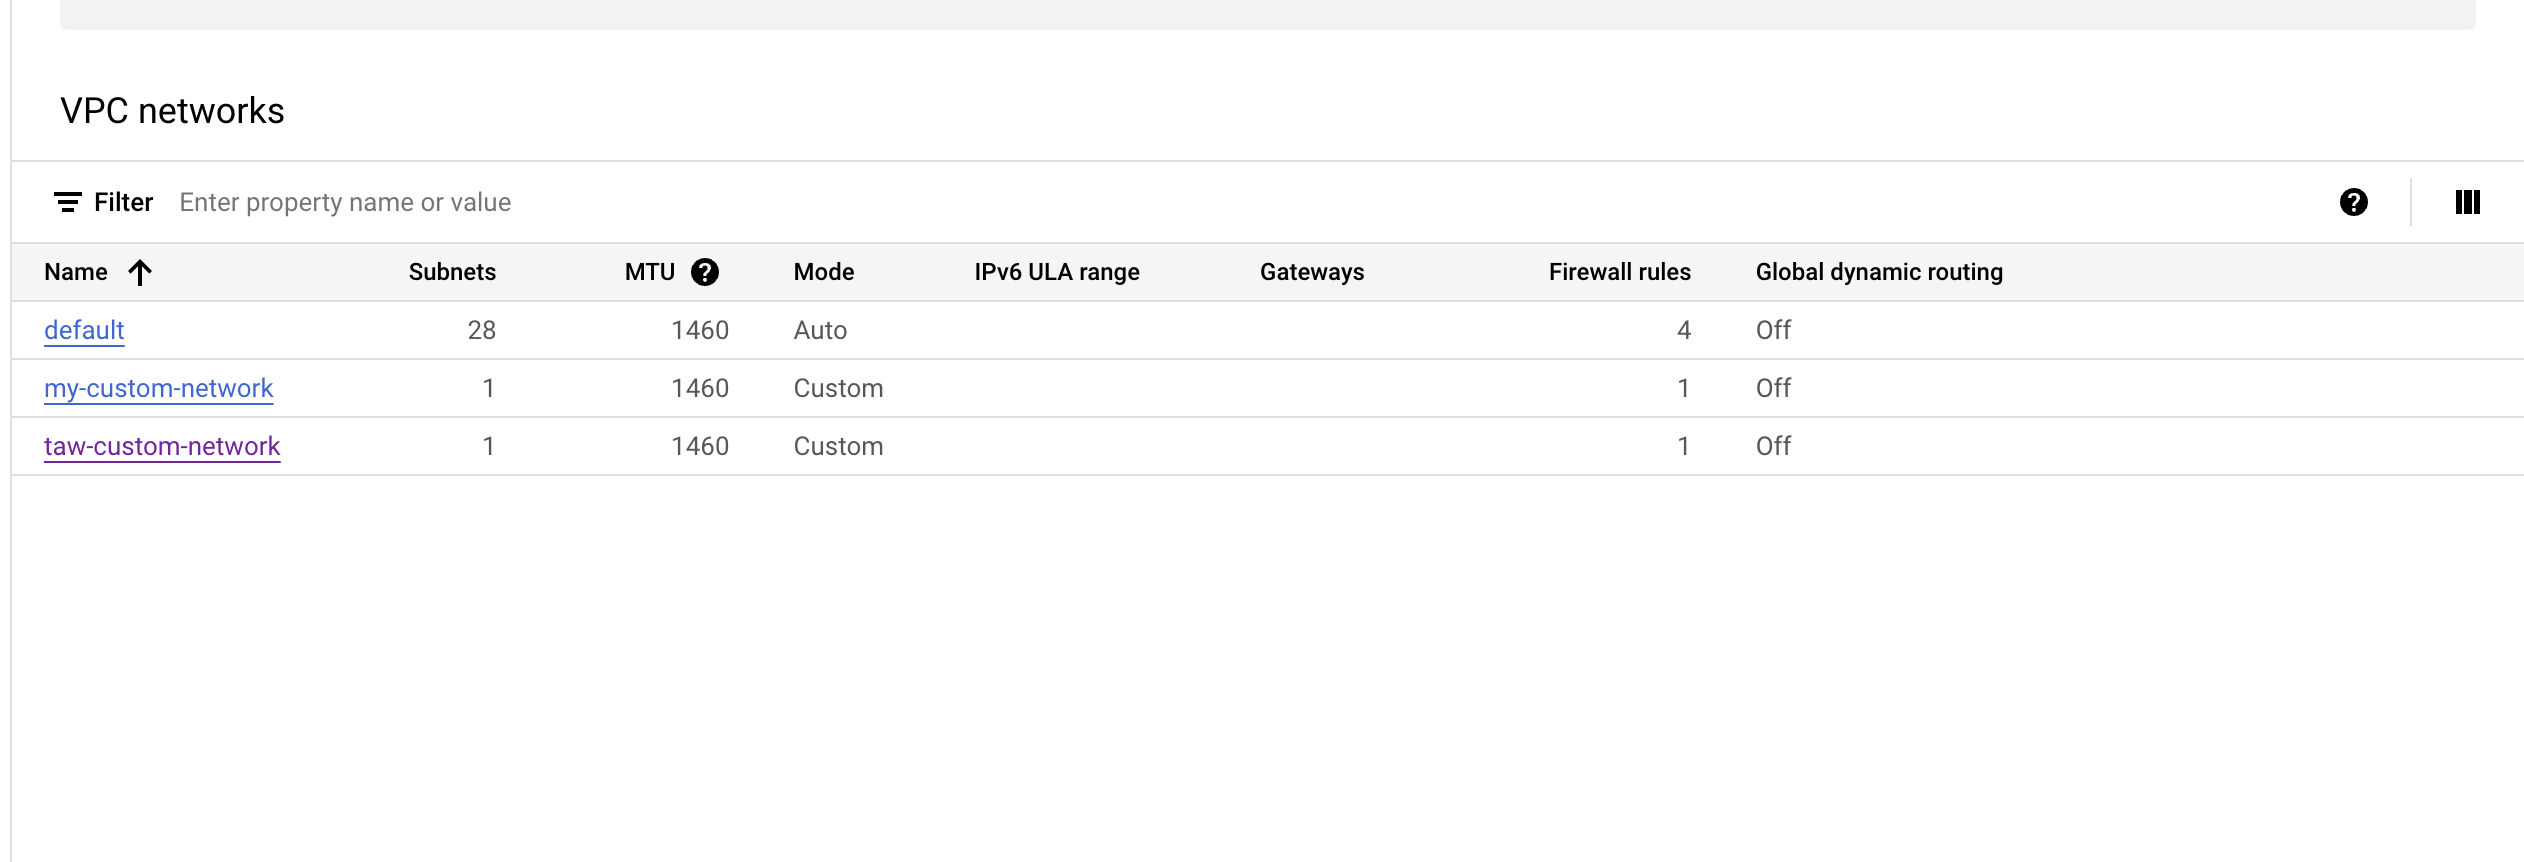 VPC networks
Filter Enter property name or value
Name Subnets MTU Mode IPv6 ULA range Gateways Firewall rules Global dynamic routing
default 28 1460 Auto 4 Off
my-custom-network 1 1460 Custom 1 Off
taw-custom-network 1 1460 Custom 1 Off